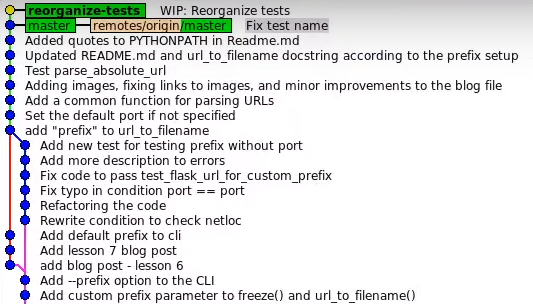 reorganize-tests WIP: Reorganize tests
master remotes/origin/master Fix test name
Added quotes to PYTHONPATH in Readme.md
Updated README.md and url_to_filename docstring according to the prefix setup
Test parse_absolute_url
Adding images, fixing links to images, and minor improvements to the blog file
Add a common function for parsing URLs
Set the default port if not specified
add "prefix" to url_to_filename
Add new test for testing prefix without port
Add more description to errors
Fix code to pass test_flask_url_for_custom_prefix
Fix typo in condition port == port
Refactoring the code
Rewrite condition to check netloc
Add default prefix to cli
Add lesson 7 blog post
add blog post - lesson 6
Add --prefix option to the CLI
Add custom prefix parameter to freeze() and url_to_filename()